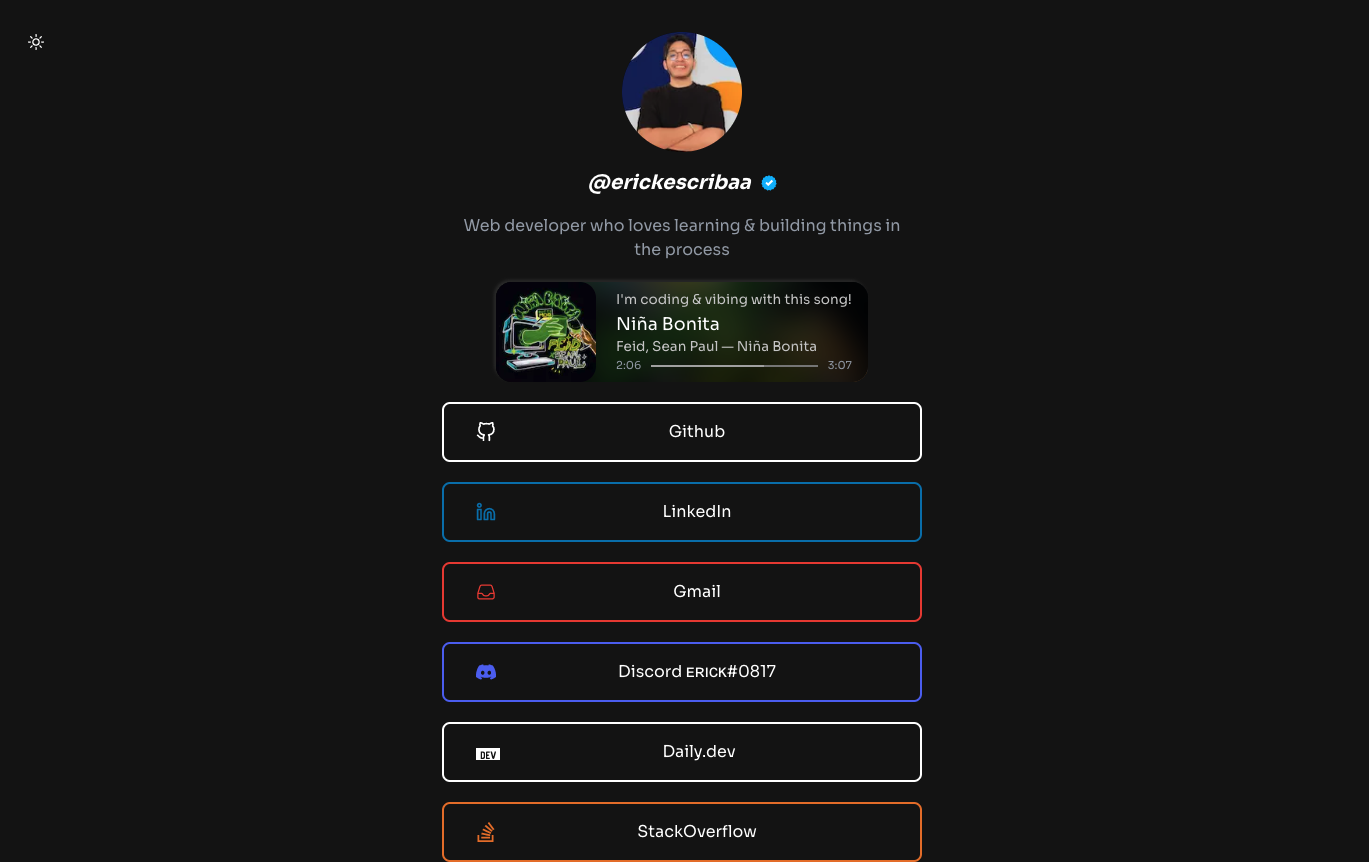 @erickescribaa
Web developer who loves learning & building things in
the process
I'm coding & vibing with this song!
Niña Bonita
Feid, Sean Paul — Niña Bonita
2:06 3:07
Github
LinkedIn
Gmail
Discord ᴇʀɪᴄᴋ#0817
DEV Daily.dev
StackOverflow